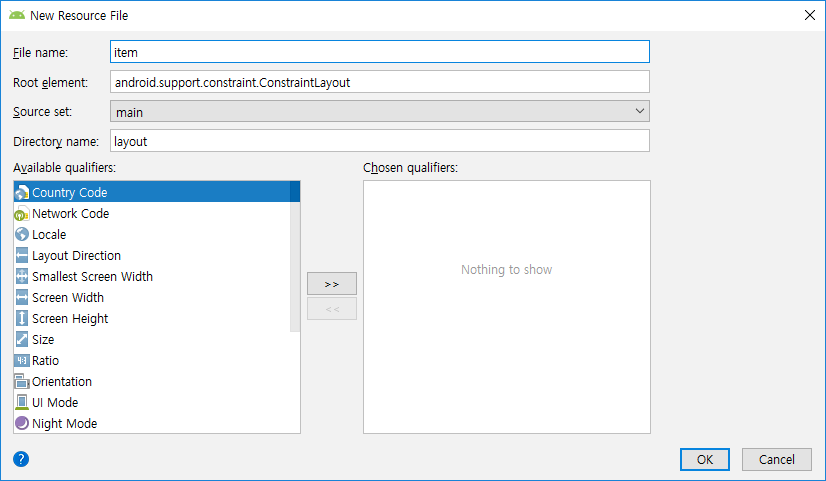 New Resource File
File name: item
Root element: android.support.constraint.ConstraintLayout
Source set: main
Directory name: layout
Available qualifiers:
Country Code
Network Code
Locale
Layout Direction
Smallest Screen Width
Screen Width
Screen Height
Size
4:3 Ratio
Orientation
UI Mode
Night Mode
>>
<<
Chosen qualifiers:
Nothing to show
?
OK
Cancel